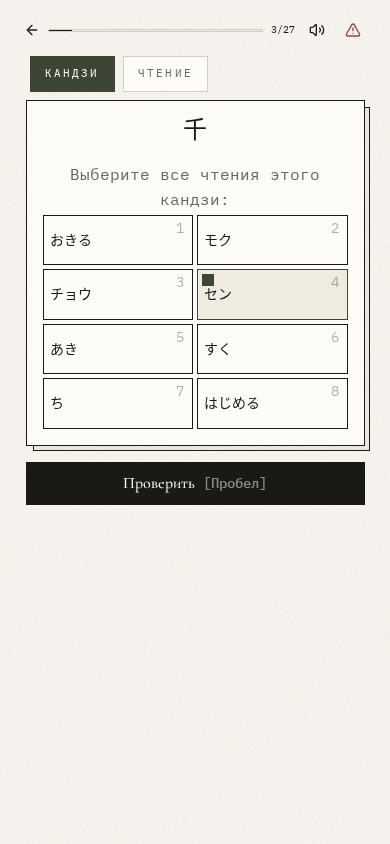 3/27
КАНДЗИ ЧТЕНИЕ
千
Выберите все чтения этого
кандзи:
おきる 1
モク 2
チョウ 3
セン 4
あき 5
すく 6
ち 7
はじめる 8
Проверить [Пробел]